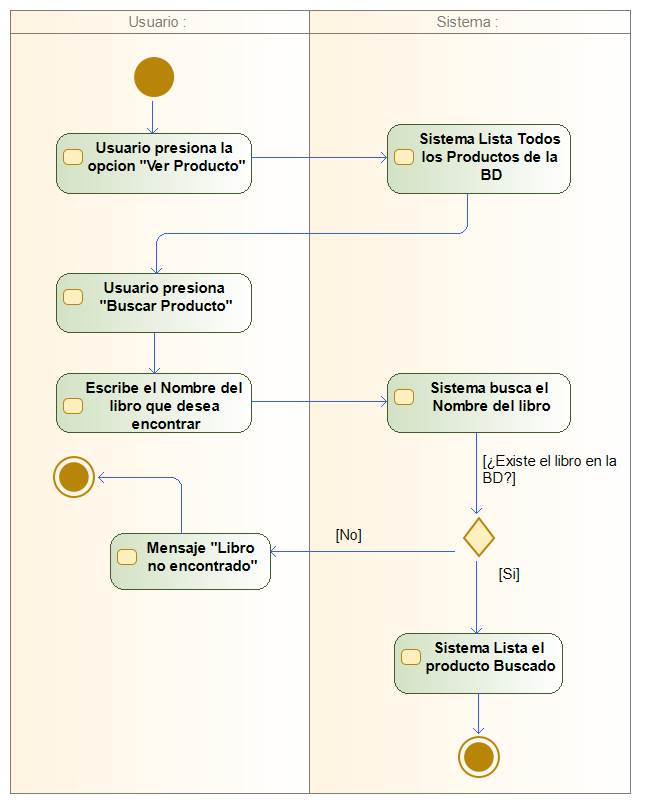 Usuario :
Sistema :
Usuario presiona la
opcion "Ver Producto"
Sistema Lista Todos
los Productos de la
BD
Usuario presiona
"Buscar Producto"
Escribe el Nombre del
libro que desea
encontrar
Sistema busca el
Nombre del libro
[¿Existe el libro en la
BD?]
[No]
Mensaje "Libro
no encontrado"
[Si]
Sistema Lista el
producto Buscado